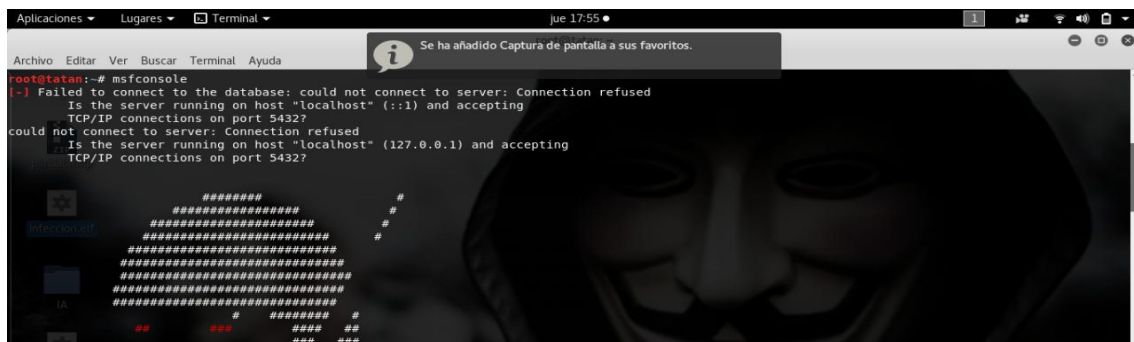 Aplicaciones Lugares Terminal jue 17:55 1
Se ha añadido Captura de pantalla a sus favoritos.
Archivo Editar Ver Buscar Terminal Ayuda
root@tatan:~# msfconsole
[-] Failed to connect to the database: could not connect to server: Connection refused
Is the server running on host "localhost" (::1) and accepting
TCP/IP connections on port 5432?
could not connect to server: Connection refused
Is the server running on host "localhost" (127.0.0.1) and accepting
TCP/IP connections on port 5432?
infeccion.elf
IA